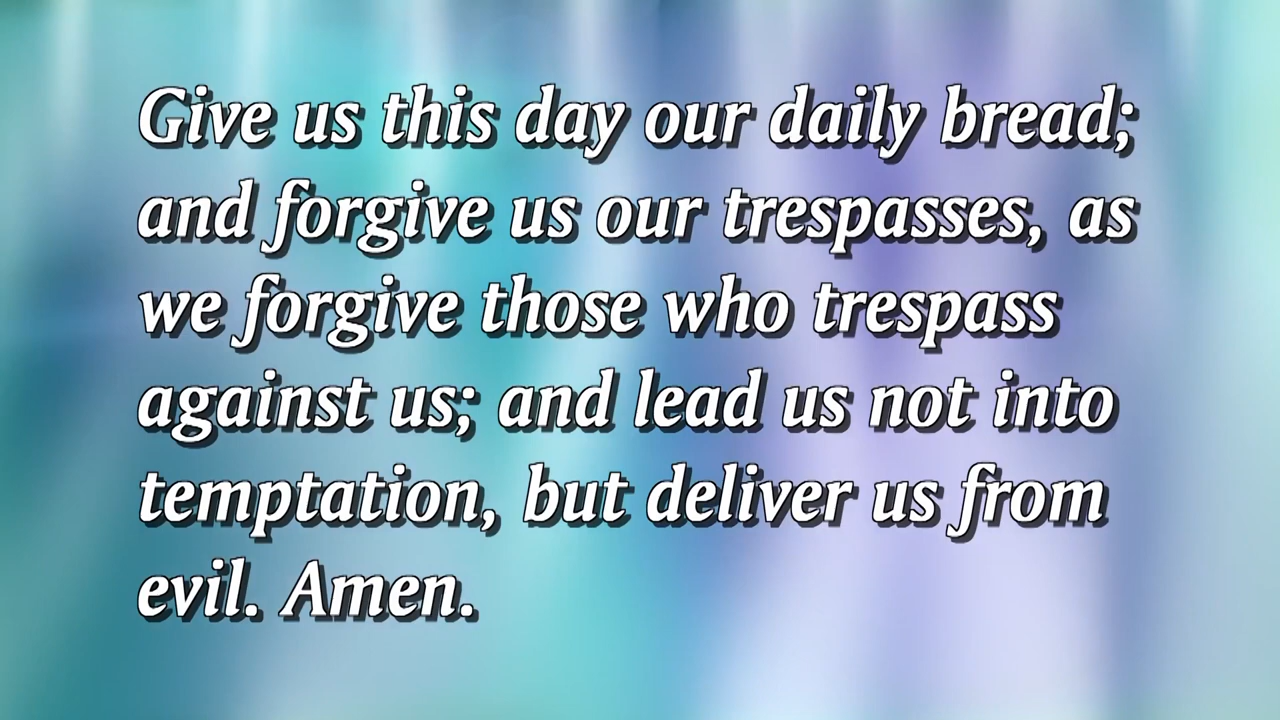 Give us this day our daily bread;
and forgive us our trespasses, as
we forgive those who trespass
against us; and lead us not into
temptation, but deliver us from
evil. Amen.